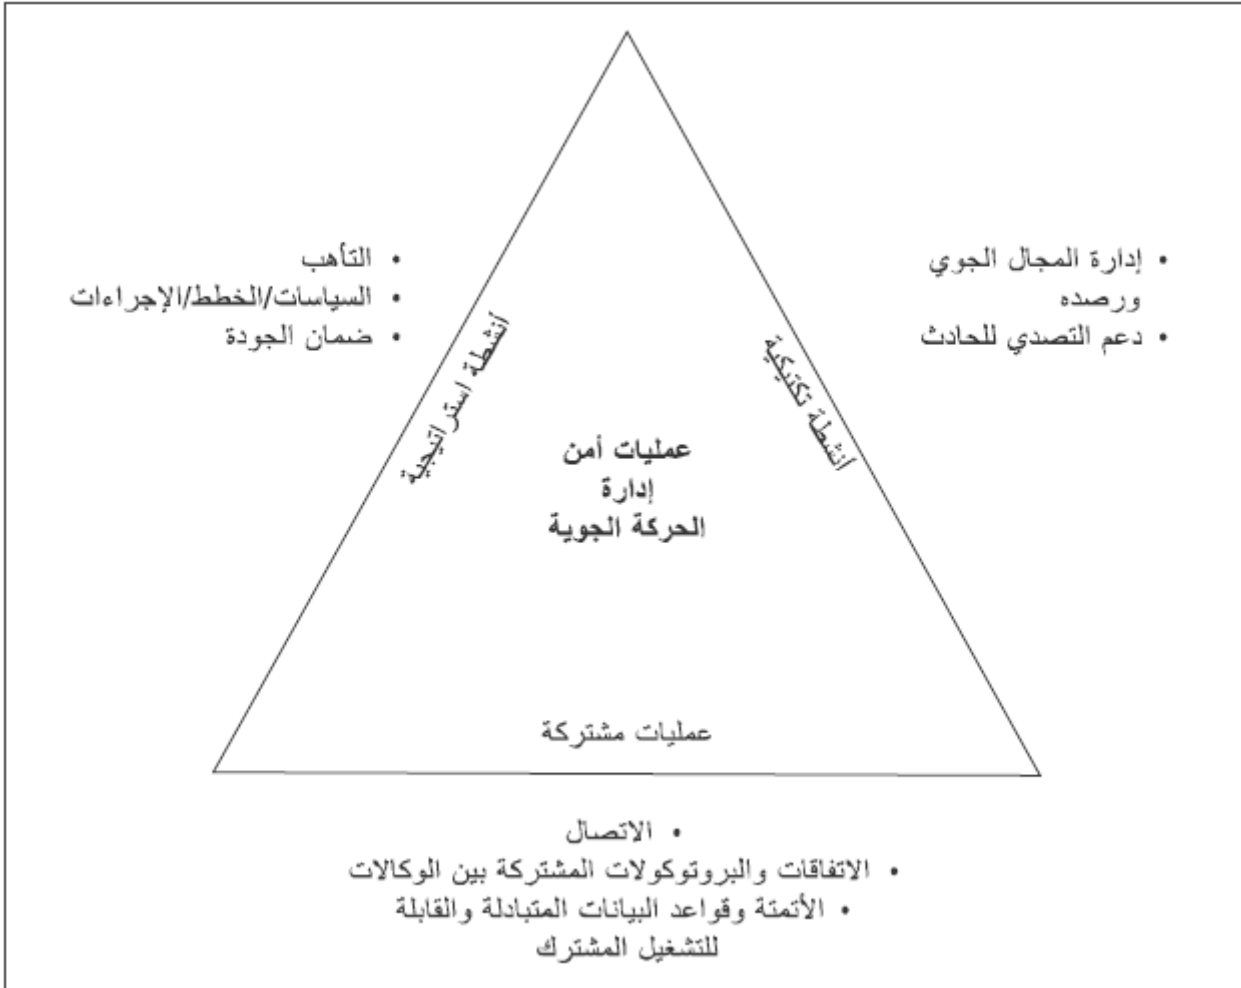 • إدارة المجال الجوي
ورصده
• دعم التصدي للحادث
• التأهب
• السياسات/الخطط/الإجراءات
• ضمان الجودة
أنشطة تكتيكية
أنشطة استراتيجية
عمليات أمن
إدارة
الحركة الجوية
عمليات مشتركة
• الاتصال
• الاتفاقات والبروتوكولات المشتركة بين الوكالات
• الأتمتة وقواعد البيانات المتبادلة والقابلة
للتشغيل المشترك